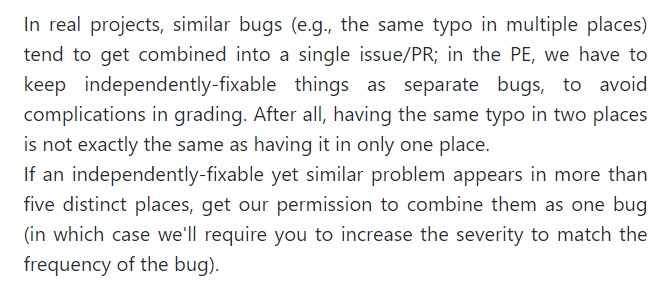 In real projects, similar bugs (e.g., the same typo in multiple places)
tend to get combined into a single issue/PR; in the PE, we have to
keep independently-fixable things as separate bugs, to avoid
complications in grading. After all, having the same typo in two places
is not exactly the same as having it in only one place.
If an independently-fixable yet similar problem appears in more than
five distinct places, get our permission to combine them as one bug
(in which case we'll require you to increase the severity to match the
frequency of the bug).